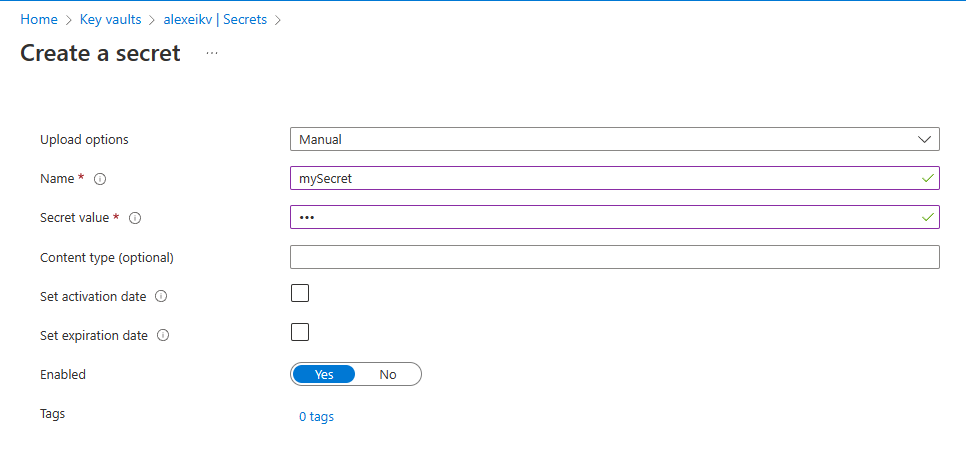 Home > Key vaults > alexeikv | Secrets >
Create a secret ...
Upload options Manual
Name * mySecret
Secret value * •••
Content type (optional)
Set activation date
Set expiration date
Enabled Yes No
Tags 0 tags